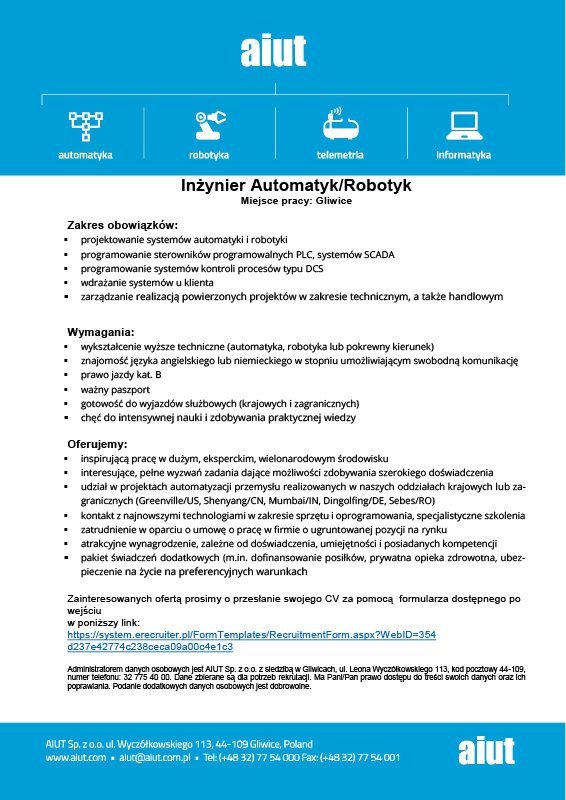 aiut
automatyka
robotyka
telemetria
informatyka
Inżynier Automatyk/Robotyk
Miejsce pracy: Gliwice
Zakres obowiązków:
▪ projektowanie systemów automatyki i robotyki
▪ programowanie sterowników programowalnych PLC, systemów SCADA
▪ programowanie systemów kontroli procesów typu DCS
▪ wdrażanie systemów u klienta
▪ zarządzanie realizacją powierzonych projektów w zakresie technicznym, a także handlowym
Wymagania:
▪ wykształcenie wyższe techniczne (automatyka, robotyka lub pokrewny kierunek)
▪ znajomość języka angielskiego lub niemieckiego w stopniu umożliwiającym swobodną komunikację
▪ prawo jazdy kat. B
▪ ważny paszport
▪ gotowość do wyjazdów służbowych (krajowych i zagranicznych)
▪ chęć do intensywnej nauki i zdobywania praktycznej wiedzy
Oferujemy:
▪ inspirującą pracę w dużym, eksperckim, wielonarodowym środowisku
▪ interesujące, pełne wyzwań zadania dające możliwości zdobywania szerokiego doświadczenia
▪ udział w projektach automatyzacji przemysłu realizowanych w naszych oddziałach krajowych lub za-
granicznych (Greenville/US, Shenyang/CN, Mumbai/IN, Dingolfing/DE, Sebes/RO)
▪ kontakt z najnowszymi technologiami w zakresie sprzętu i oprogramowania, specjalistyczne szkolenia
▪ zatrudnienie w oparciu o umowę o pracę w firmie o ugruntowanej pozycji na rynku
▪ atrakcyjne wynagrodzenie, zależne od doświadczenia, umiejętności i posiadanych kompetencji
▪ pakiet świadczeń dodatkowych (m.in. dofinansowanie posiłków, prywatna opieka zdrowotna, ubez-
pieczenie na życie na preferencyjnych warunkach
Zainteresowanych ofertą prosimy o przesłanie swojego CV za pomocą formularza dostępnego po
wejściu
w poniższy link:
https://system.erecruiter.pl/FormTemplates/RecruitmentForm.aspx?WebID=354
d237e42774c238ceca09a00c4e1c3
Administratorem danych osobowych jest AIUT Sp. z o.o. z siedzibą w Gliwicach, ul. Leona Wyczółkowskiego 113, kod pocztowy 44-109,
numer telefonu: 32 775 40 00. Dane zbierane są dla potrzeb rekrutacji. Ma Pani/Pan prawo dostępu do treści swoich danych oraz ich
poprawiania. Podanie dodatkowych danych osobowych jest dobrowolne.
AIUT Sp. z o.o. ul. Wyczółkowskiego 113, 44-109 Gliwice, Poland
www.aiut.com ▪ aiut@aiut.com.pl ▪ Tel: (+48 32) 77 54 000 Fax: (+48 32) 77 54 001
aiut